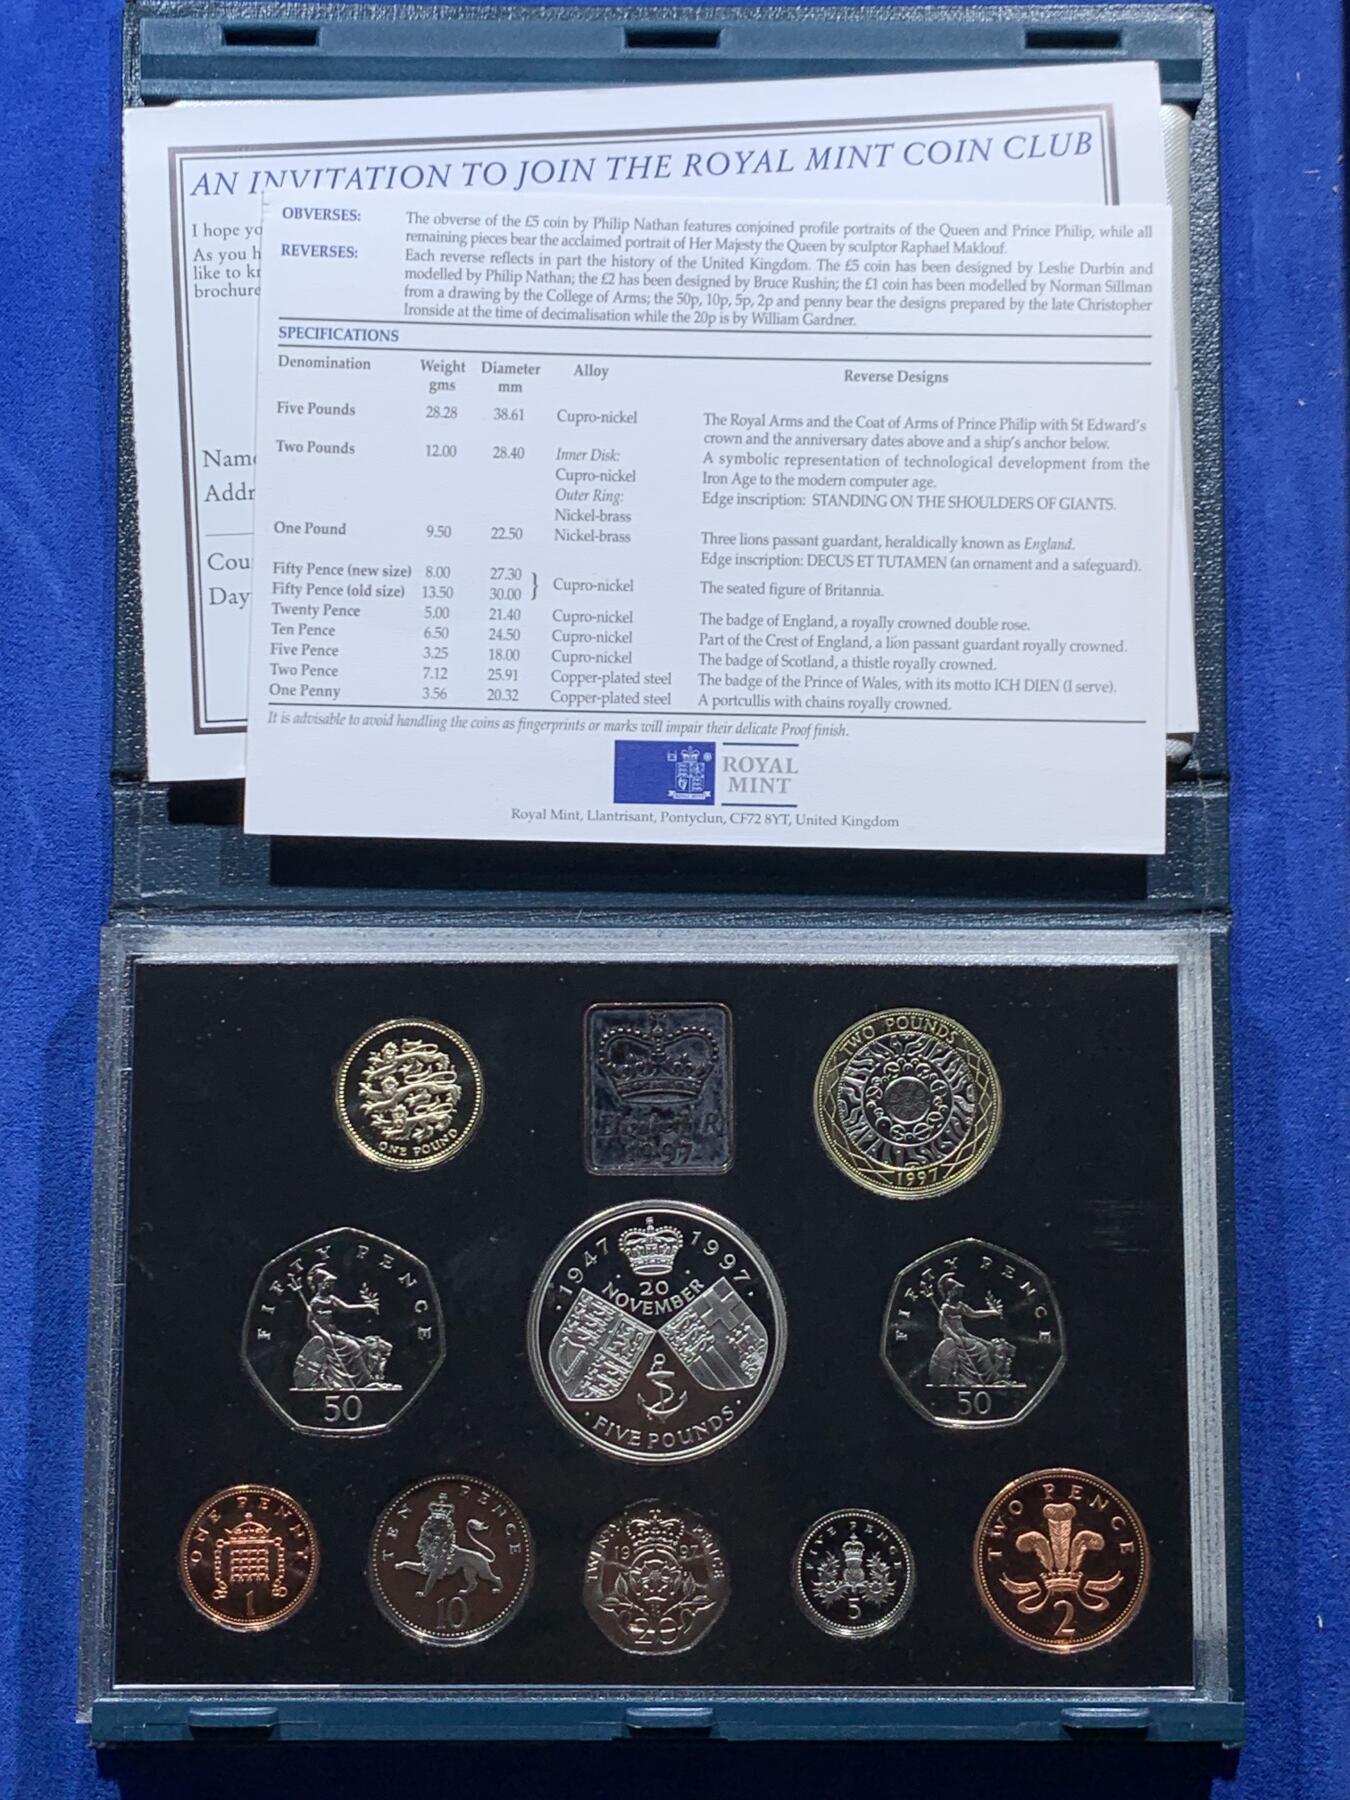 AN INVITATION TO JOIN THE ROYAL MINT COIN CLUB
I hope yo
As you h
like to kn
brochure
Name
Addr
Cou
Day
OBVERSES: The obverse of the £5 coin by Philip Nathan features conjoined profile portraits of the Queen and Prince Philip, while all
remaining pieces bear the acclaimed portrait of Her Majesty the Queen by sculptor Raphael Maklouf.
REVERSES: Each reverse reflects in part the history of the United Kingdom. The £5 coin has been designed by Leslie Durbin and
modelled by Philip Nathan; the £2 has been designed by Bruce Rushin; the £1 coin has been modelled by Norman Sillman
from a drawing by the College of Arms; the 50p, 10p, 5p, 2p and penny bear the designs prepared by the late Christopher
Ironside at the time of decimalisation while the 20p is by William Gardner.
SPECIFICATIONS
Denomination Weight gms Diameter mm Alloy Reverse Designs
Five Pounds 28.28 38.61 Cupro-nickel The Royal Arms and the Coat of Arms of Prince Philip with St Edward's
crown and the anniversary dates above and a ship's anchor below.
Two Pounds 12.00 28.40 Inner Disk: A symbolic representation of technological development from the
Cupro-nickel Iron Age to the modern computer age.
Outer Ring: Edge inscription: STANDING ON THE SHOULDERS OF GIANTS.
Nickel-brass
One Pound 9.50 22.50 Nickel-brass Three lions passant guardant, heraldically known as England.
Edge inscription: DECUS ET TUTAMEN (an ornament and a safeguard).
Fifty Pence (new size) 8.00 27.30 } Cupro-nickel The seated figure of Britannia.
Fifty Pence (old size) 13.50 30.00
Twenty Pence 5.00 21.40 Cupro-nickel The badge of England, a royally crowned double rose.
Ten Pence 6.50 24.50 Cupro-nickel Part of the Crest of England, a lion passant guardant royally crowned.
Five Pence 3.25 18.00 Cupro-nickel The badge of Scotland, a thistle royally crowned.
Two Pence 7.12 25.91 Copper-plated steel The badge of the Prince of Wales, with its motto ICH DIEN (I serve).
One Penny 3.56 20.32 Copper-plated steel A portcullis with chains royally crowned.
It is advisable to avoid handling the coins as fingerprints or marks will impair their delicate Proof finish.
ROYAL
MINT
Royal Mint, Llantrisant, Pontyclun, CF72 8YT, United Kingdom
ONE POUND
Elizabeth R
1997
TWO POUNDS
1997
FIFTY PENCE
50
1947 1997
20
NOVEMBER
FIVE POUNDS
FIFTY PENCE
50
ONE PENNY
1
TEN PENCE
10
TWENTY PENCE
1997
20
FIVE PENCE
5
TWO PENCE
2